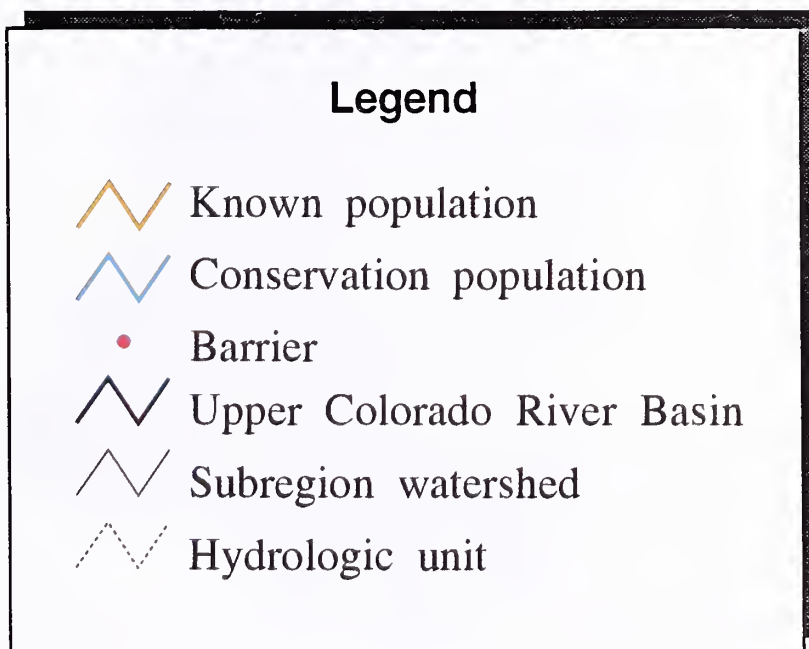 Legend
Known population
Conservation population
Barrier
Upper Colorado River Basin
Subregion watershed
Hydrologic unit